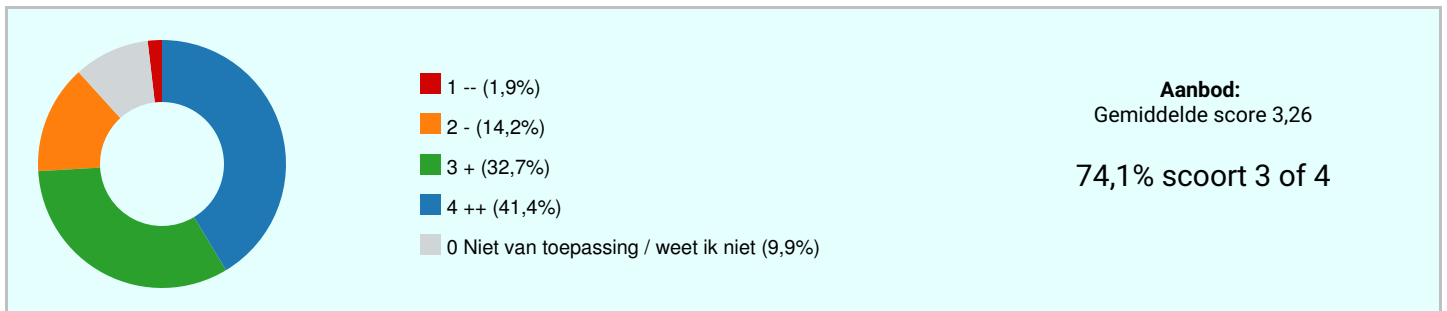 1 -- (1,9%)
2 - (14,2%)
3 + (32,7%)
4 ++ (41,4%)
0 Niet van toepassing / weet ik niet (9,9%)
Aanbod:
Gemiddelde score 3,26
74,1% scoort 3 of 4